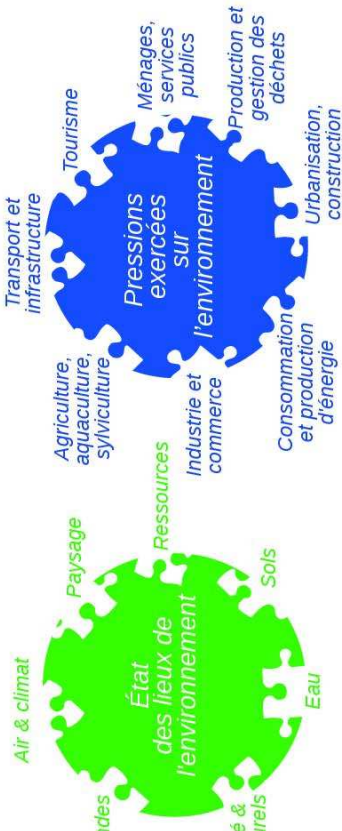 Air & climat
Paysage
Ressources
Sols
Eau
État
des lieux de
l'environnement
Transport et
infrastructure
Tourisme
Ménages,
services
publics
Production et
gestion des
déchets
Urbanisation,
construction
Consommation
et production
d'énergie
Industrie et
commerce
Agriculture,
aquaculture,
sylviculture
Pressions
exercées
sur
l'environnement